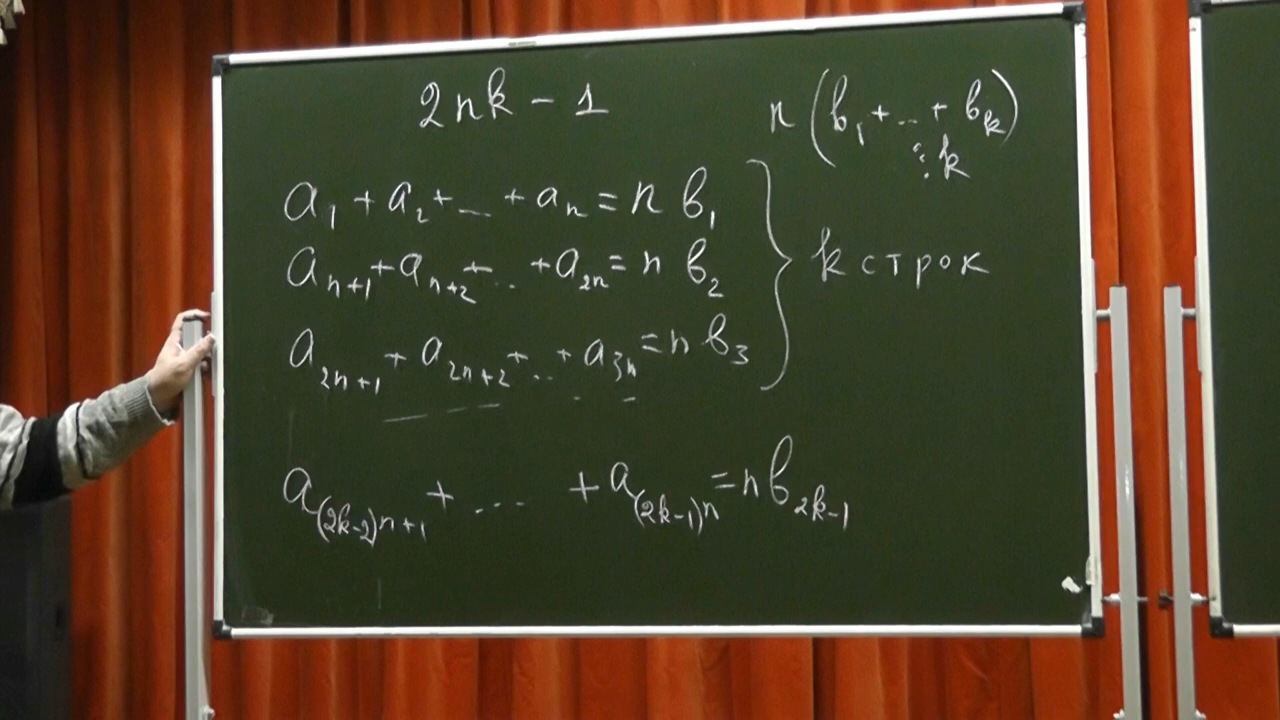 2nk - 1
n (b₁ + ... + bₖ)
⋮ k
a₁ + a₂ + ... + aₙ = n b₁
aₙ₊₁ + aₙ₊₂ + ... + a₂ₙ = n b₂
k строк
a₂ₙ₊₁ + a₂ₙ₊₂ + ... + a₃ₙ = n b₃
a₍₂ₖ₋₂₎ₙ₊₁ + ... + a₍₂ₖ₋₁₎ₙ = n b₂ₖ₋₁